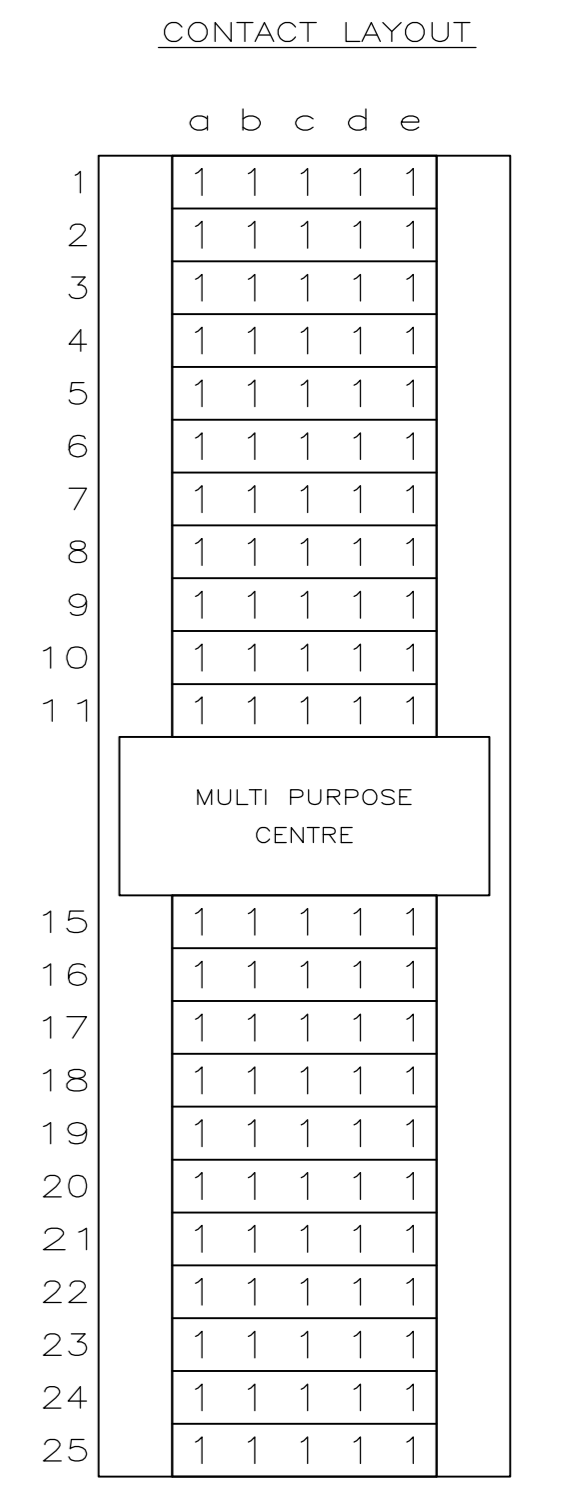 CONTACT LAYOUT
a b c d e
1 1 1 1 1 1
2 1 1 1 1 1
3 1 1 1 1 1
4 1 1 1 1 1
5 1 1 1 1 1
6 1 1 1 1 1
7 1 1 1 1 1
8 1 1 1 1 1
9 1 1 1 1 1
10 1 1 1 1 1
11 1 1 1 1 1
MULTI PURPOSE
CENTRE
15 1 1 1 1 1
16 1 1 1 1 1
17 1 1 1 1 1
18 1 1 1 1 1
19 1 1 1 1 1
20 1 1 1 1 1
21 1 1 1 1 1
22 1 1 1 1 1
23 1 1 1 1 1
24 1 1 1 1 1
25 1 1 1 1 1